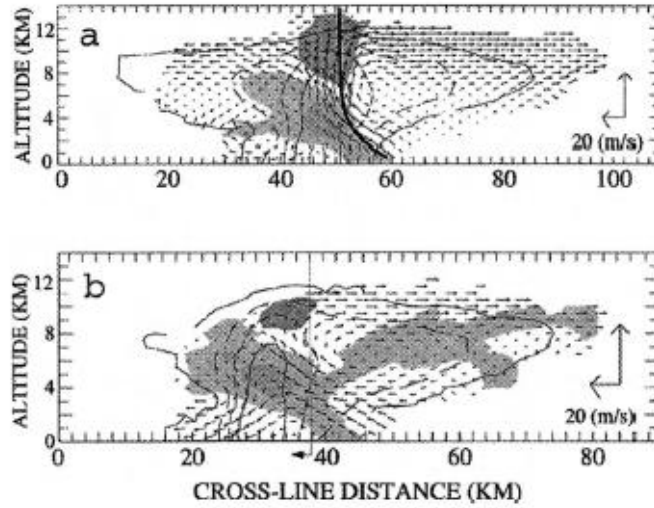 a
ALTITUDE (KM)
12
8
4
0
0 20 40 60 80 100
20 (m/s)
b
ALTITUDE (KM)
12
8
4
0
0 20 40 60 80
20 (m/s)
CROSS-LINE DISTANCE (KM)